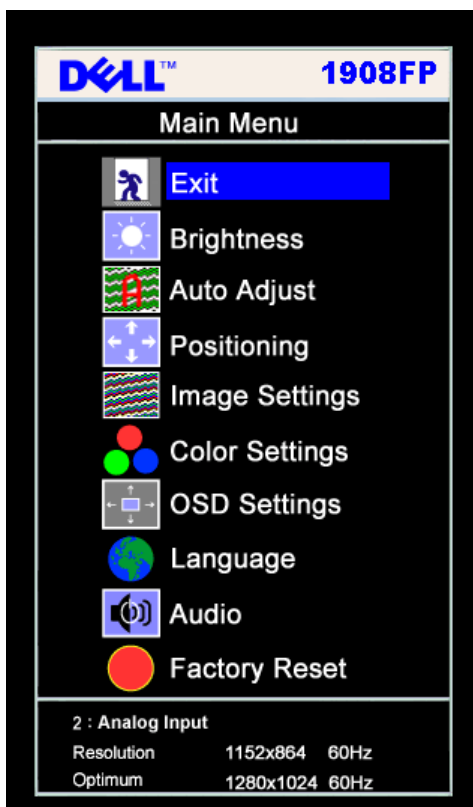 DELL™ 1908FP
Main Menu
Exit
Brightness
Auto Adjust
Positioning
Image Settings
Color Settings
OSD Settings
Language
Audio
Factory Reset
2 : Analog Input
Resolution 1152x864 60Hz
Optimum 1280x1024 60Hz